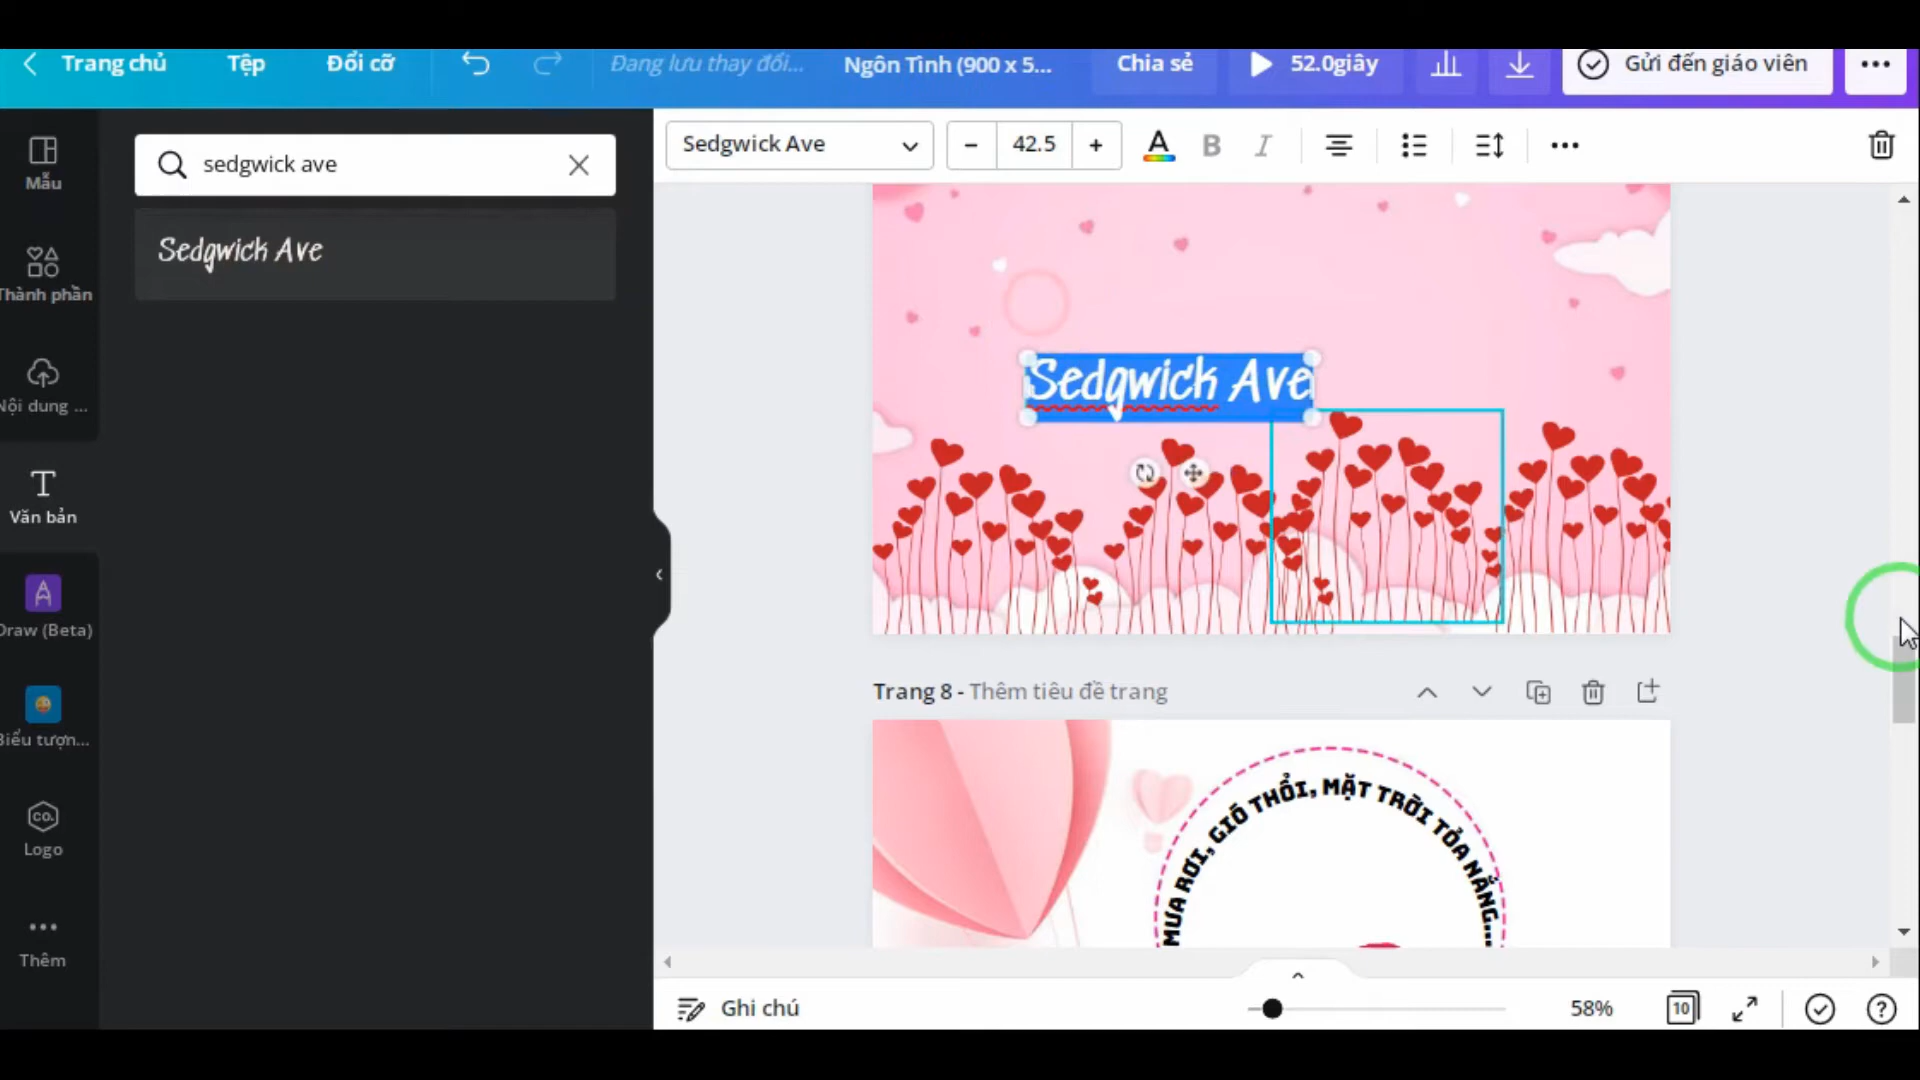 Trang chủ
Tệp
Đổi cỡ
Đang lưu thay đổi...
Ngôn Tình (900 x 5...
Chia sẻ
52.0giây
Gửi đến giáo viên
Mẫu
Thành phần
Nội dung ...
Văn bản
Draw (Beta)
Biểu tượn...
CO.
Logo
Thêm
sedgwick ave
Sedgwick Ave
Sedgwick Ave
42.5
A
B
I
Sedgwick Ave
Trang 8 - Thêm tiêu đề trang
MƯA RƠI, GIÓ THỔI, MẶT TRỜI TỎA NẮNG...
Ghi chú
58%
10